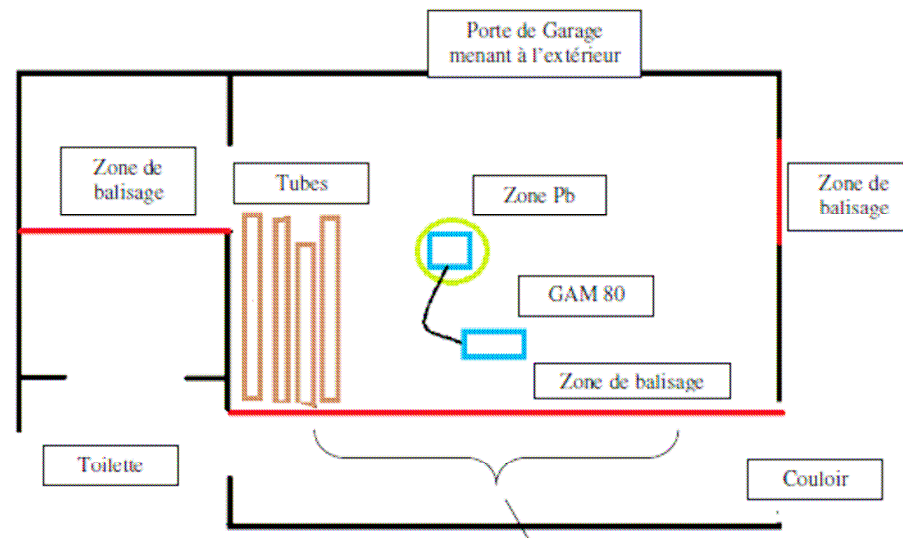 Porte de Garage
menant à l'extérieur
Zone de
balisage
Tubes
Zone Pb
Zone de
balisage
GAM 80
Zone de balisage
Toilette
Couloir